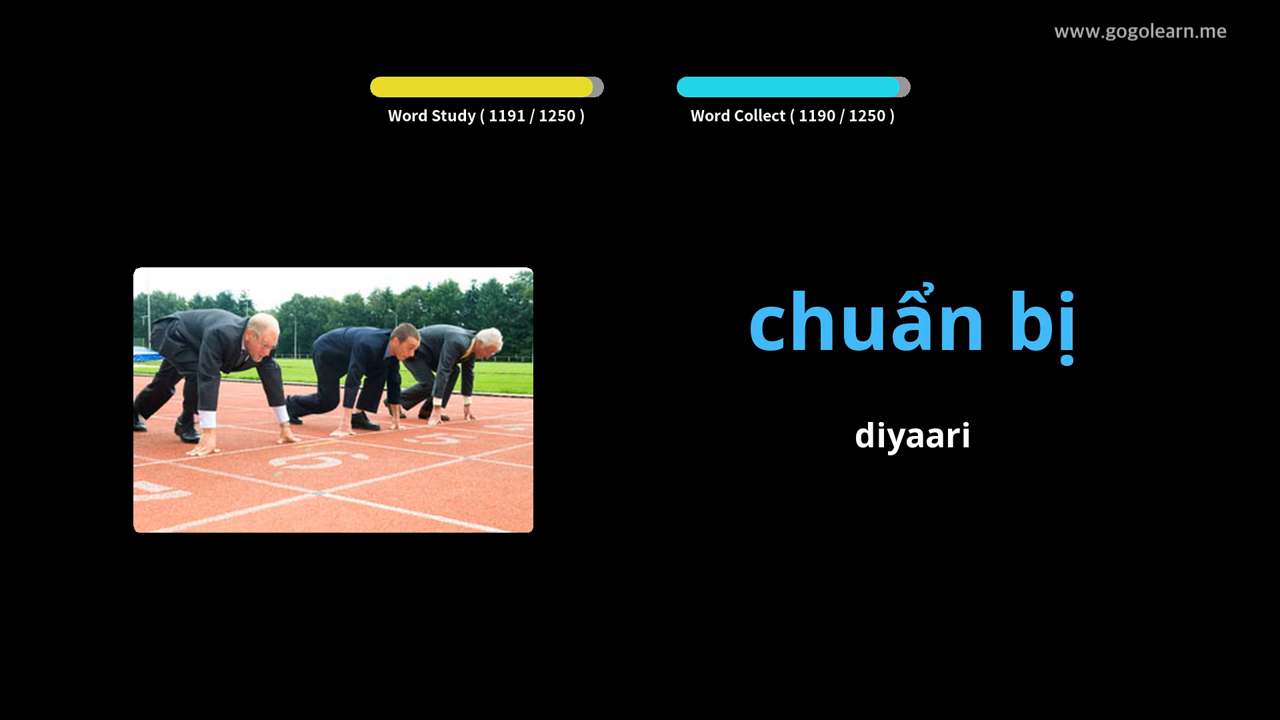 www.gogolearn.me
Word Study ( 1191 / 1250 )
Word Collect ( 1190 / 1250 )
chuẩn bị
diyaari